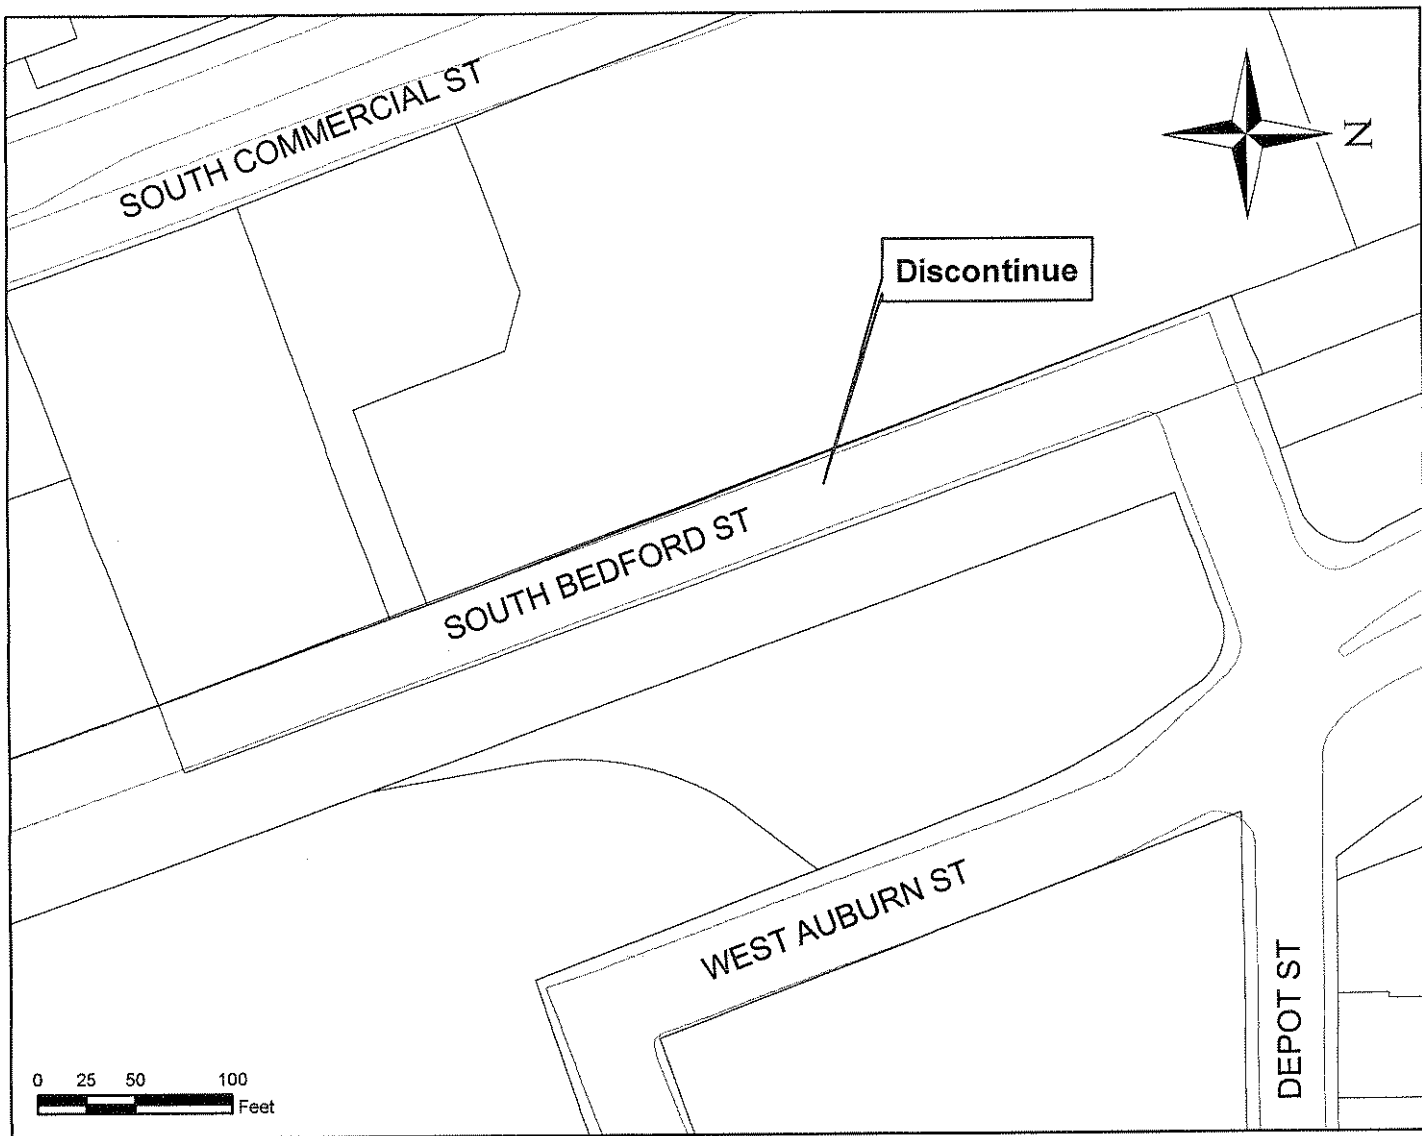 SOUTH COMMERCIAL ST
N
Discontinue
SOUTH BEDFORD ST
WEST AUBURN ST
DEPOT ST
0 25 50 100
Feet